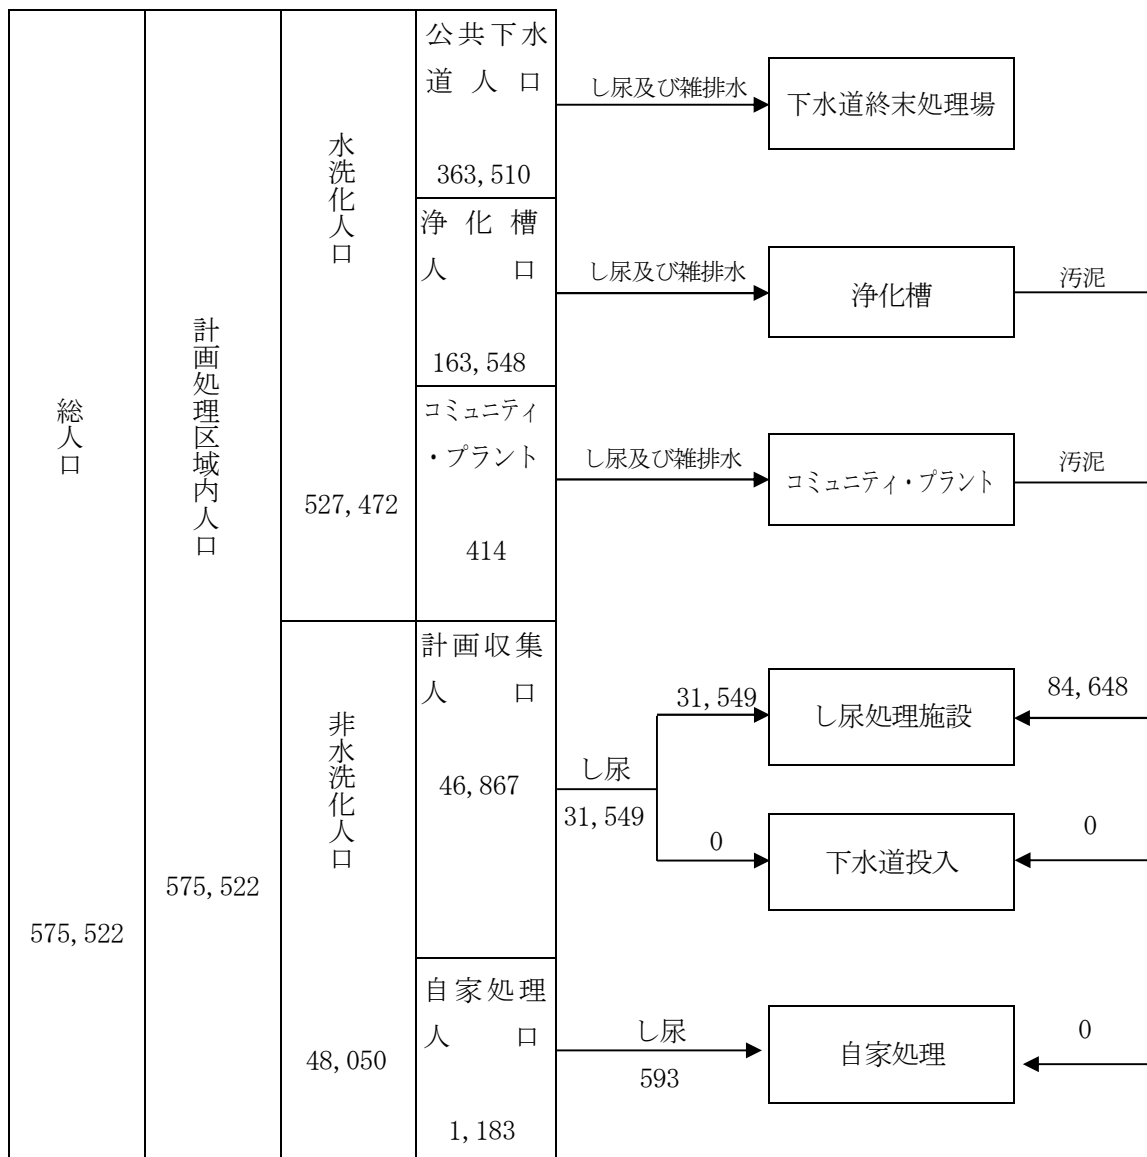 総人口
575,522
計画処理区域内人口
575,522
水洗化人口
527,472
非水洗化人口
48,050
公共下水
道人口
363,510
浄化槽
人口
163,548
コミュニティ
・プラント
414
計画収集
人口
46,867
自家処理
人口
1,183
し尿及び雑排水
下水道終末処理場
し尿及び雑排水
浄化槽
汚泥
し尿及び雑排水
コミュニティ・プラント
汚泥
し尿
31,549
31,549
し尿処理施設
84,648
0
下水道投入
0
し尿
593
自家処理
0